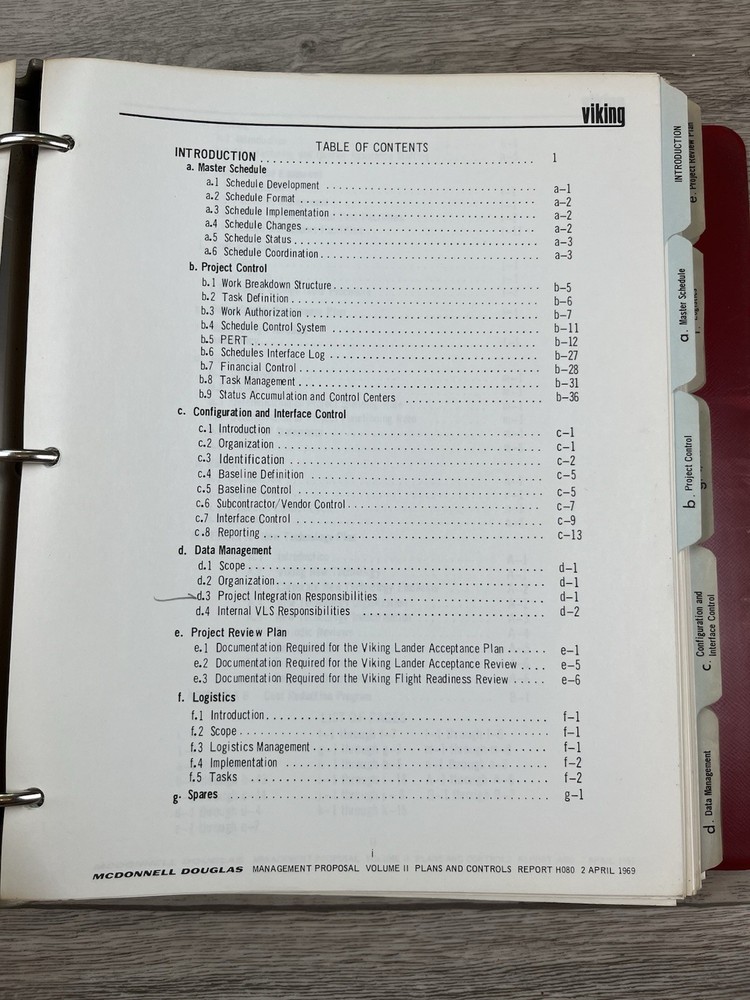 viking
TABLE OF CONTENTS
INTRODUCTION ........ 1
a. Master Schedule
a.1 Schedule Development ........ a-1
a.2 Schedule Format ........ a-2
a.3 Schedule Implementation ........ a-2
a.4 Schedule Changes ........ a-2
a.5 Schedule Status ........ a-3
a.6 Schedule Coordination ........ a-3
b. Project Control
b.1 Work Breakdown Structure ........ b-5
b.2 Task Definition ........ b-6
b.3 Work Authorization ........ b-7
b.4 Schedule Control System ........ b-11
b.5 PERT ........ b-12
b.6 Schedules Interface Log ........ b-27
b.7 Financial Control ........ b-28
b.8 Task Management ........ b-31
b.9 Status Accumulation and Control Centers ........ b-36
c. Configuration and Interface Control
c.1 Introduction ........ c-1
c.2 Organization ........ c-1
c.3 Identification ........ c-2
c.4 Baseline Definition ........ c-5
c.5 Baseline Control ........ c-5
c.6 Subcontractor/Vendor Control ........ c-7
c.7 Interface Control ........ c-9
c.8 Reporting ........ c-13
d. Data Management
d.1 Scope ........ d-1
d.2 Organization ........ d-1
d.3 Project Integration Responsibilities ........ d-1
d.4 Internal VLS Responsibilities ........ d-2
e. Project Review Plan
e.1 Documentation Required for the Viking Lander Acceptance Plan ...... e-1
e.2 Documentation Required for the Viking Lander Acceptance Review .... e-5
e.3 Documentation Required for the Viking Flight Readiness Review ..... e-6
f. Logistics
f.1 Introduction ........ f-1
f.2 Scope ........ f-1
f.3 Logistics Management ........ f-1
f.4 Implementation ........ f-2
f.5 Tasks ........ f-2
g. Spares ........ g-1
i
MCDONNELL DOUGLAS MANAGEMENT PROPOSAL VOLUME II PLANS AND CONTROLS REPORT H080 2 APRIL 1969
INTRODUCTION
e. Project Review Plan
a. Master Schedule
b. Project Control
c. Configuration and
Interface Control
d. Data Management